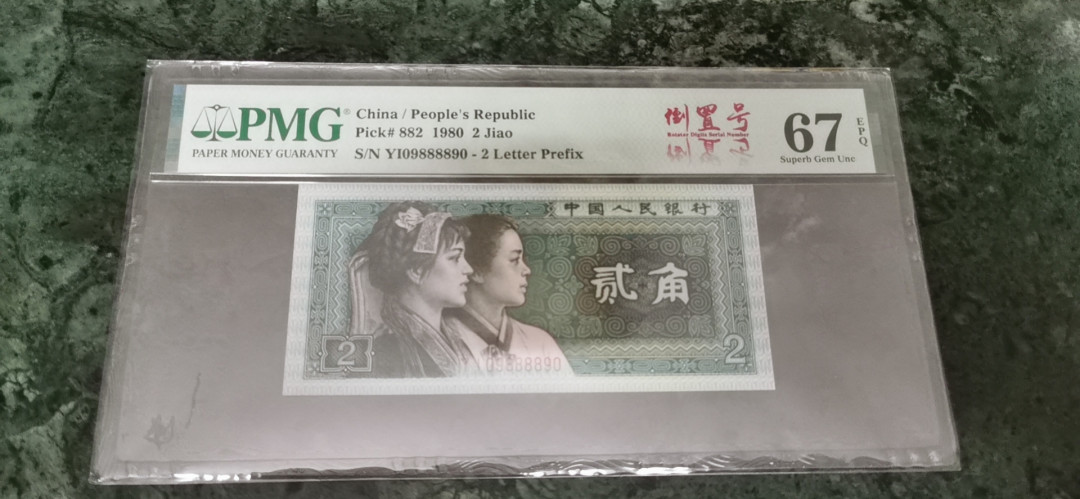 PMG®
PAPER MONEY GUARANTY
China / People's Republic
Pick# 882 1980 2 Jiao
S/N YI09888890 - 2 Letter Prefix
倒置号
Rotator Digits Serial Number
67
EPQ
Superb Gem Unc
中国人民银行
贰角
2
2
YI09888890